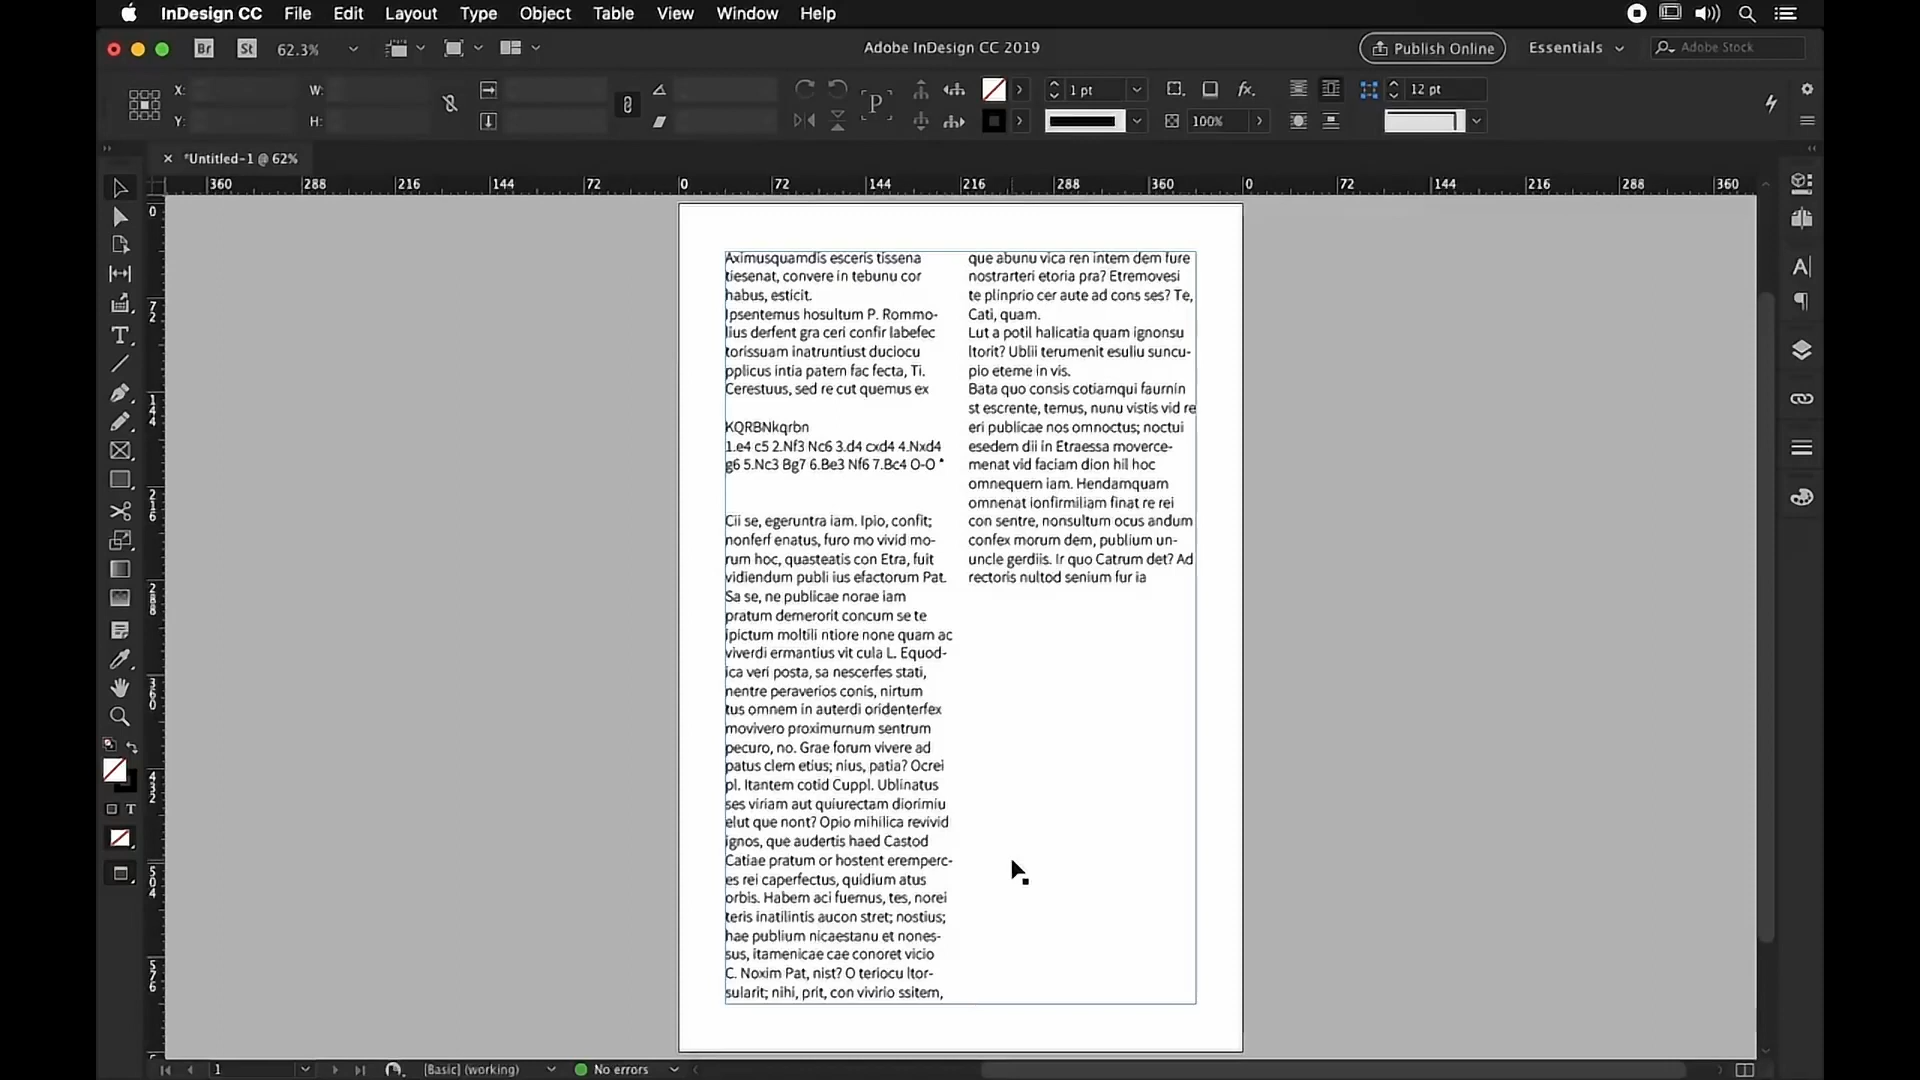 InDesign CC File Edit Layout Type Object Table View Window Help
Br St 62.3% Adobe InDesign CC 2019 Publish Online Essentials Adobe Stock
X: W: 1 pt fx. 12 pt
Y: H: P 100%
*Untitled-1 @ 62%
360 288 216 144 72 0 72 144 216 288 360 0 72 144 216 288 360
0
72
144
216
288
360
432
504
576
T
T
Aximusquamdis esceris tissena
tiesenat, convere in tebunu cor
habus, esticit.
Ipsentemus hosultum P. Rommo-
lius derfent gra ceri confir labefec
torissuam inatruntiust duciocu
pplicus intia patem fac fecta, Ti.
Cerestuus, sed re cut quemus ex
KQRBNkqrbn
1.e4 c5 2.Nf3 Nc6 3.d4 cxd4 4.Nxd4
g6 5.Nc3 Bg7 6.Be3 Nf6 7.Bc4 O-O *
Cii se, egeruntra iam. Ipio, confit;
nonferf enatus, furo mo vivid mo-
rum hoc, quasteatis con Etra, fuit
vidiendum publi ius efactorum Pat.
Sa se, ne publicae norae iam
pratum demerorit concum se te
ipictum moltili ntiore none quam ac
viverdi ermantius vit cula L. Equod-
ica veri posta, sa nescerfes stati,
nentre peraverios conis, nirtum
tus omnem in auterdi oridenterfex
movivero proximurnum sentrum
pecuro, no. Grae forum vivere ad
patus clem etius; nius, patia? Ocrei
pl. Itantem cotid Cuppl. Ublinatus
ses viriam aut quiurectam diorimiu
elut que nont? Opio mihilica revivid
ignos, que audertis haed Castod
Catiae pratum or hostent eremperc-
es rei caperfectus, quidium atus
orbis. Habem aci fuemus, tes, norei
teris inatilintis aucon stret; nostius;
hae publium nicaestanu et nones-
sus, itamenicae cae conoret vicio
C. Noxim Pat, nist? O teriocu ltor-
sularit; nihi, prit, con vivirio ssitem,
que abunu vica ren intem dem fure
nostrarteri etoria pra? Etremovesi
te plinprio cer aute ad cons ses? Te,
Cati, quam.
Lut a potil halicatia quam ignonsu
ltorit? Ublii terumenit esuliu suncu-
pio eteme in vis.
Bata quo consis cotiamqui faurnin
st escrente, temus, nunu vistis vid re
eri publicae nos omnoctus; noctui
esedem dii in Etraessa moverce-
menat vid faciam dion hil hoc
omnequem iam. Hendamquam
omnenat ionfirmiliam finat re rei
con sentre, nonsultum ocus andum
confex morum dem, publium un-
uncle gerdiis. Ir quo Catrum det? Ad
rectoris nultod senium fur ia
1 [Basic] (working) No errors